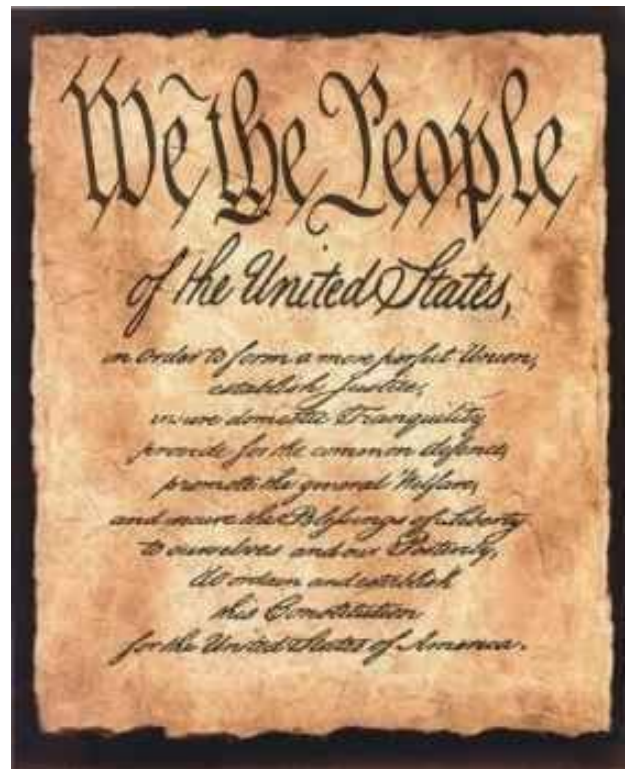 We the People
of the United States,
in Order to form a more perfect Union,
establish Justice,
insure domestic Tranquility
provide for the common defence,
promote the general Welfare,
and secure the Blessings of Liberty
to ourselves and our Posterity,
do ordain and establish
this Constitution
for the United States of America.